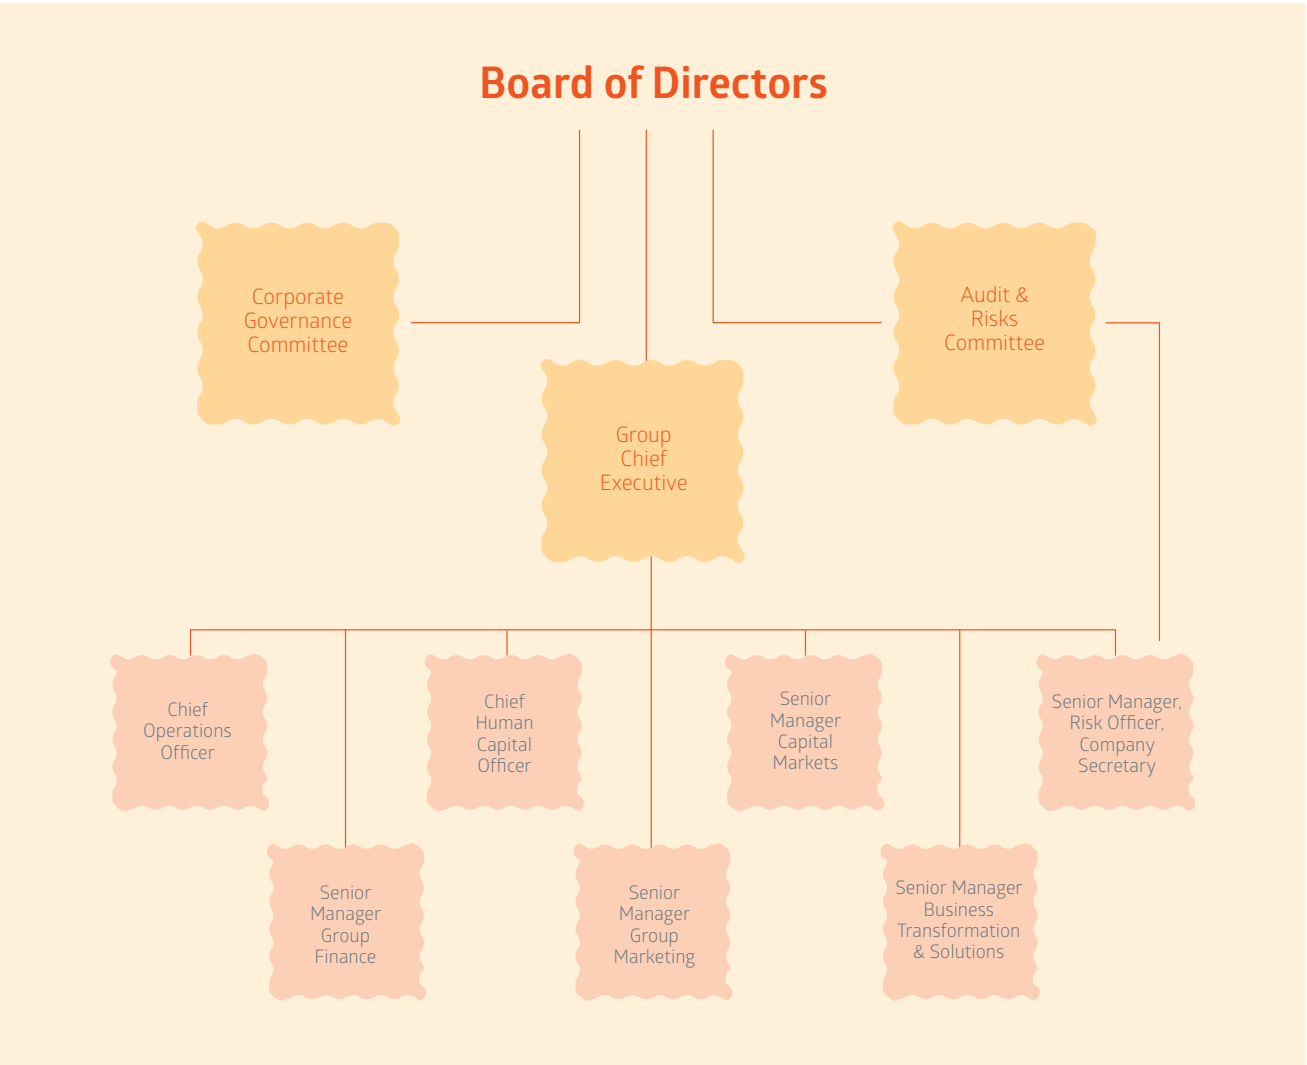 Board of Directors
Corporate
Governance
Committee
Audit &
Risks
Committee
Group
Chief
Executive
Chief
Operations
Officer
Chief
Human
Capital
Officer
Senior
Manager
Capital
Markets
Senior Manager,
Risk Officer,
Company
Secretary
Senior
Manager
Group
Finance
Senior
Manager
Group
Marketing
Senior Manager
Business
Transformation
& Solutions